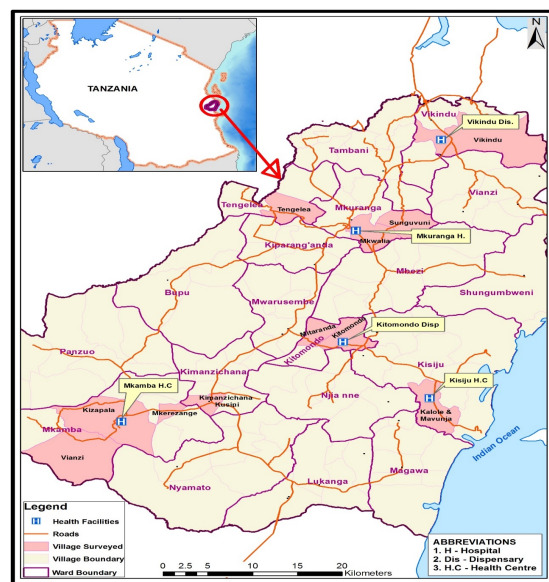 TANZANIA
N
Vikindu
Vikindu Dis.
Vikindu
Tambani
Vianzi
Tengelea
Tengelea
Mkuranga
Sunguvuni
Mkuranga H.
Mkwalia
Kiparang'anda
Mbezi
Bupu
Mwarusembe
Shungumbweni
Kitomondo Disp
Mitaranda
Kitomondo
Kitomondo
Panzuo
Kimanzichana
Kisiju
Mkamba H.C
Kisiju H.C
Njia nne
Kizapala
Kimanzichana
Kusini
Mkerezange
Kalole &
Mavunja
Mkamba
Vianzi
Indian Ocean
Magawa
Lukanga
Nyamato
Legend
H Health Facilities
Roads
Village Surveyed
Village Boundary
Ward Boundary
0 2.5 5 10 15 20
Kilometers
ABBREVIATIONS
1. H - Hospital
2. Dis - Dispensary
3. H.C - Health Centre